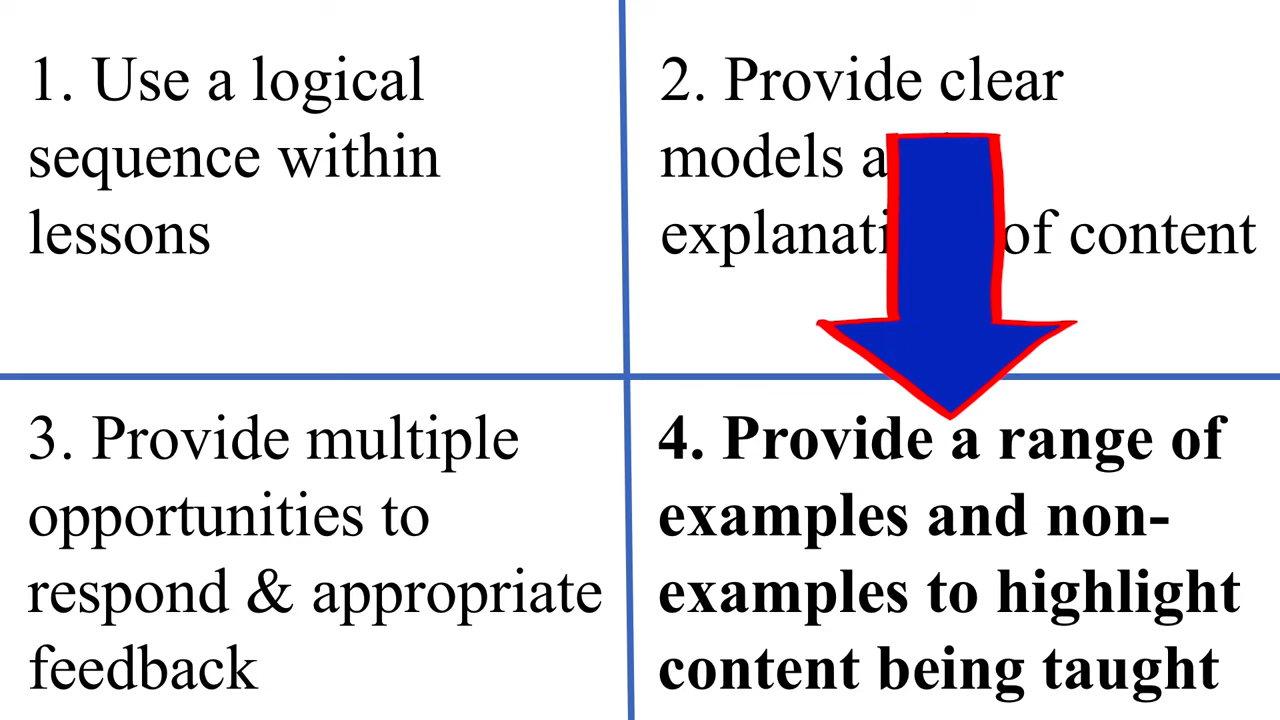 1. Use a logical
sequence within
lessons
2. Provide clear
models
explanati of content
3. Provide multiple
opportunities to
respond & appropriate
feedback
4. Provide a range of
examples and non-
examples to highlight
content being taught